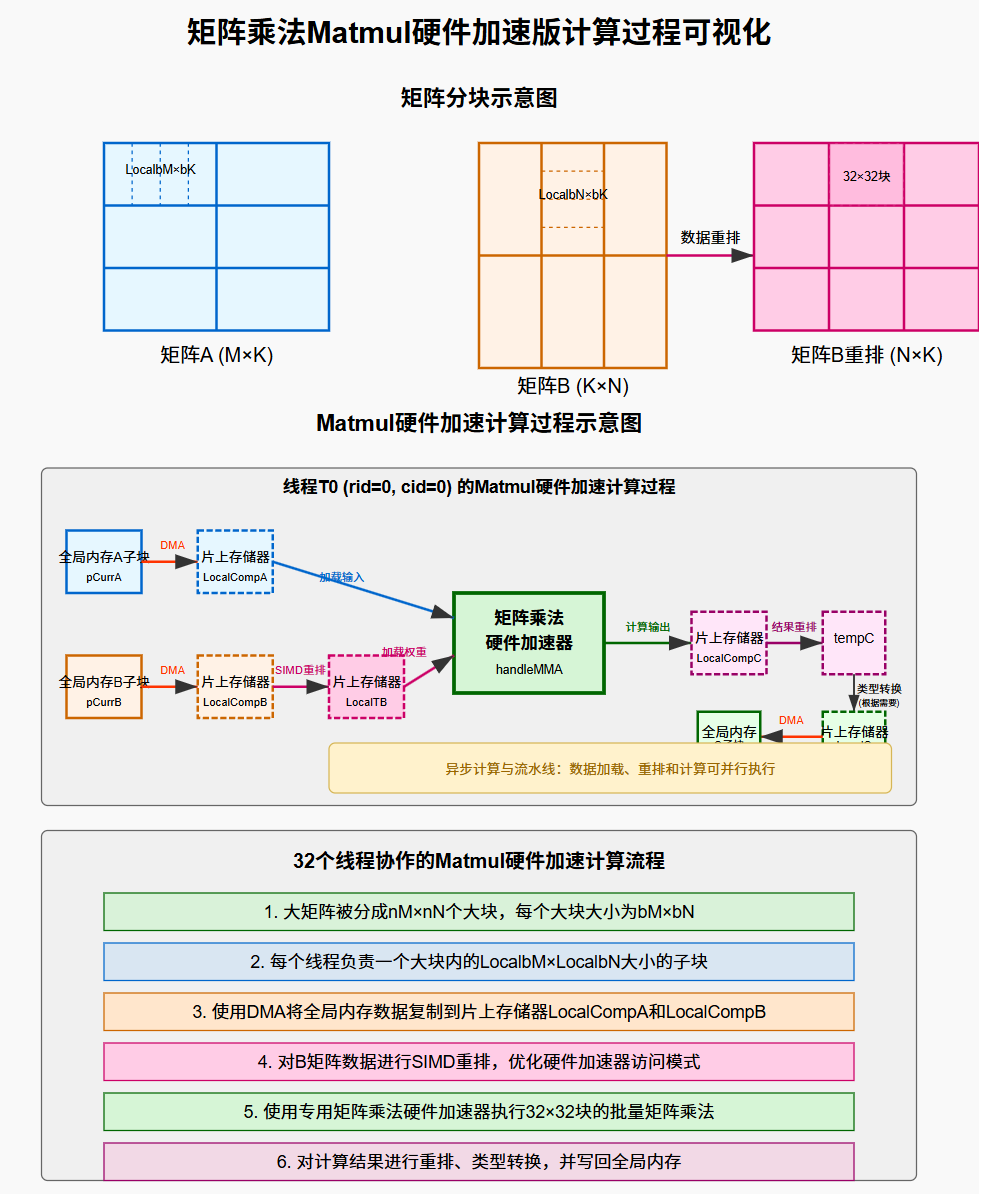 矩阵乘法Matmul硬件加速版计算过程可视化
矩阵分块示意图
LocalbM×bK
LocalbN×bK
32×32块
数据重排
矩阵A (M×K)
矩阵B (K×N)
矩阵B重排 (N×K)
Matmul硬件加速计算过程示意图
线程T0 (rid=0, cid=0) 的Matmul硬件加速计算过程
全局内存A子块
pCurrA
DMA
片上存储器
LocalCompA
加载输入
全局内存B子块
pCurrB
DMA
片上存储器
LocalCompB
SIMD重排
片上存储器
LocalTB
加载权重
矩阵乘法
硬件加速器
handleMMA
计算输出
片上存储器
LocalCompC
结果重排
tempC
类型转换
(根据需要)
片上存储器
DMA
全局内存
异步计算与流水线：数据加载、重排和计算可并行执行
32个线程协作的Matmul硬件加速计算流程
1. 大矩阵被分成nM×nN个大块，每个大块大小为bM×bN
2. 每个线程负责一个大块内的LocalbM×LocalbN大小的子块
3. 使用DMA将全局内存数据复制到片上存储器LocalCompA和LocalCompB
4. 对B矩阵数据进行SIMD重排，优化硬件加速器访问模式
5. 使用专用矩阵乘法硬件加速器执行32×32块的批量矩阵乘法
6. 对计算结果进行重排、类型转换，并写回全局内存